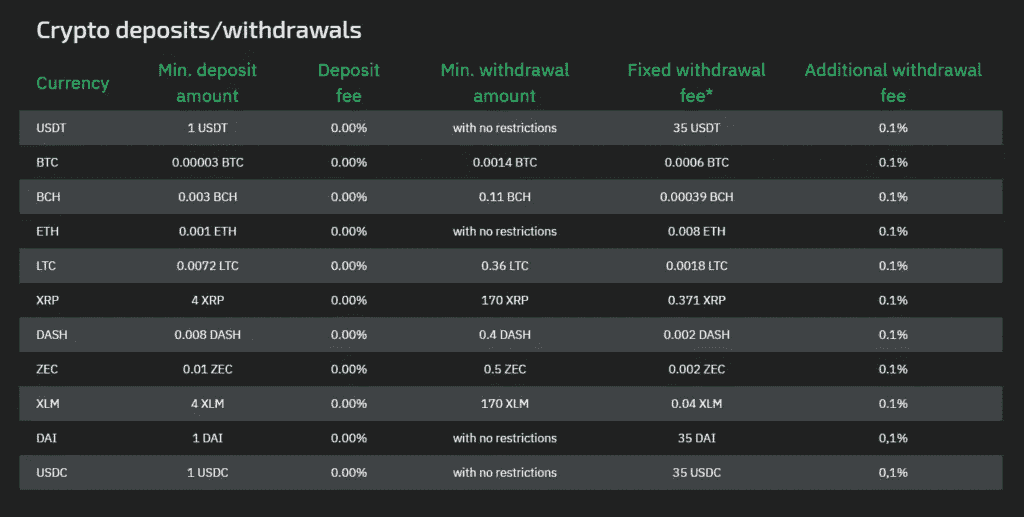 Crypto deposits/withdrawals
Currency Min. deposit amount Deposit fee Min. withdrawal amount Fixed withdrawal fee* Additional withdrawal fee
USDT 1 USDT 0.00% with no restrictions 35 USDT 0.1%
BTC 0.00003 BTC 0.00% 0.0014 BTC 0.0006 BTC 0.1%
BCH 0.003 BCH 0.00% 0.11 BCH 0.00039 BCH 0.1%
ETH 0.001 ETH 0.00% with no restrictions 0.008 ETH 0.1%
LTC 0.0072 LTC 0.00% 0.36 LTC 0.0018 LTC 0.1%
XRP 4 XRP 0.00% 170 XRP 0.371 XRP 0.1%
DASH 0.008 DASH 0.00% 0.4 DASH 0.002 DASH 0.1%
ZEC 0.01 ZEC 0.00% 0.5 ZEC 0.002 ZEC 0.1%
XLM 4 XLM 0.00% 170 XLM 0.04 XLM 0.1%
DAI 1 DAI 0.00% with no restrictions 35 DAI 0,1%
USDC 1 USDC 0.00% with no restrictions 35 USDC 0,1%